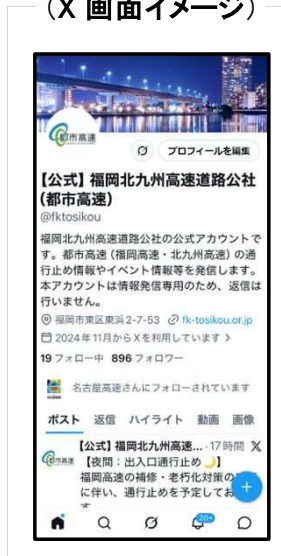 （X 画面イメージ）
都市高速
プロフィールを編集
【公式】福岡北九州高速道路公社
(都市高速)
@fktosikou
福岡北九州高速道路公社の公式アカウントで
す。都市高速（福岡高速・北九州高速）の通
行止め情報やイベント情報等を発信します。
本アカウントは情報発信専用のため、返信は
行いません。
福岡市東区東浜2-7-53 fk-tosikou.or.jp
2024年11月からXを利用しています >
19 フォロー中 896 フォロワー
名古屋高速さんにフォローされています
ポスト 返信 ハイライト 動画 画像
【公式】福岡北九州高速... · 17時間
都市高速
【夜間：出入口通行止め🌙】
福岡高速の補修・老朽化対策の
に伴い、通行止めを予定してお
す
+
20+